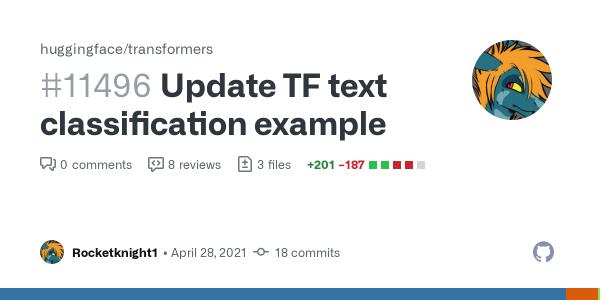 huggingface/transformers
#11496 Update TF text
classification example
0 comments 8 reviews 3 files +201 −187
Rocketknight1 • April 28, 2021 18 commits